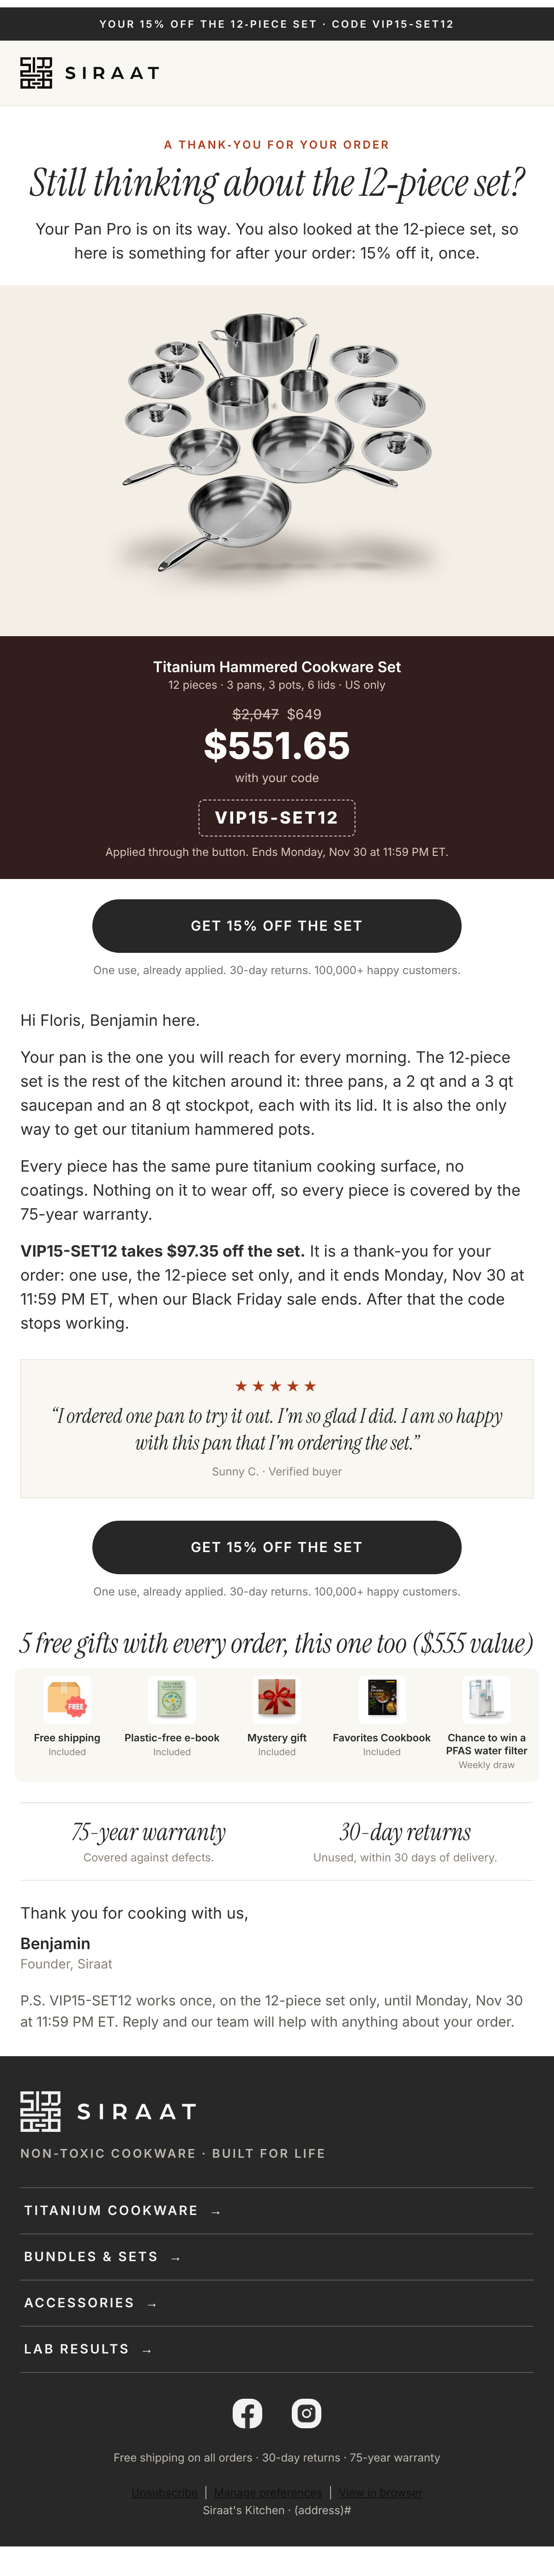 YOUR 15% OFF THE 12-PIECE SET · CODE VIP15-SET12
SIRAAT
A THANK-YOU FOR YOUR ORDER
Still thinking about the 12-piece set?
Your Pan Pro is on its way. You also looked at the 12-piece set, so
here is something for after your order: 15% off it, once.
Titanium Hammered Cookware Set
12 pieces · 3 pans, 3 pots, 6 lids · US only
$2,047 $649
$551.65
with your code
VIP15-SET12
Applied through the button. Ends Monday, Nov 30 at 11:59 PM ET.
GET 15% OFF THE SET
One use, already applied. 30-day returns. 100,000+ happy customers.
Hi Floris, Benjamin here.
Your pan is the one you will reach for every morning. The 12-piece
set is the rest of the kitchen around it: three pans, a 2 qt and a 3 qt
saucepan and an 8 qt stockpot, each with its lid. It is also the only
way to get our titanium hammered pots.
Every piece has the same pure titanium cooking surface, no
coatings. Nothing on it to wear off, so every piece is covered by the
75-year warranty.
VIP15-SET12 takes $97.35 off the set. It is a thank-you for your
order: one use, the 12-piece set only, and it ends Monday, Nov 30 at
11:59 PM ET, when our Black Friday sale ends. After that the code
stops working.
★★★★★
“I ordered one pan to try it out. I'm so glad I did. I am so happy
with this pan that I'm ordering the set.”
Sunny C. · Verified buyer
GET 15% OFF THE SET
One use, already applied. 30-day returns. 100,000+ happy customers.
5 free gifts with every order, this one too ($555 value)
FREE
Free shipping
Included
Plastic-free e-book
Included
Mystery gift
Included
Favorites Cookbook
Included
Chance to win a
PFAS water filter
Weekly draw
75-year warranty
Covered against defects.
30-day returns
Unused, within 30 days of delivery.
Thank you for cooking with us,
Benjamin
Founder, Siraat
P.S. VIP15-SET12 works once, on the 12-piece set only, until Monday, Nov 30
at 11:59 PM ET. Reply and our team will help with anything about your order.
SIRAAT
NON-TOXIC COOKWARE · BUILT FOR LIFE
TITANIUM COOKWARE →
BUNDLES & SETS →
ACCESSORIES →
LAB RESULTS →
Free shipping on all orders · 30-day returns · 75-year warranty
Unsubscribe | Manage preferences | View in browser
Siraat's Kitchen · (address)#